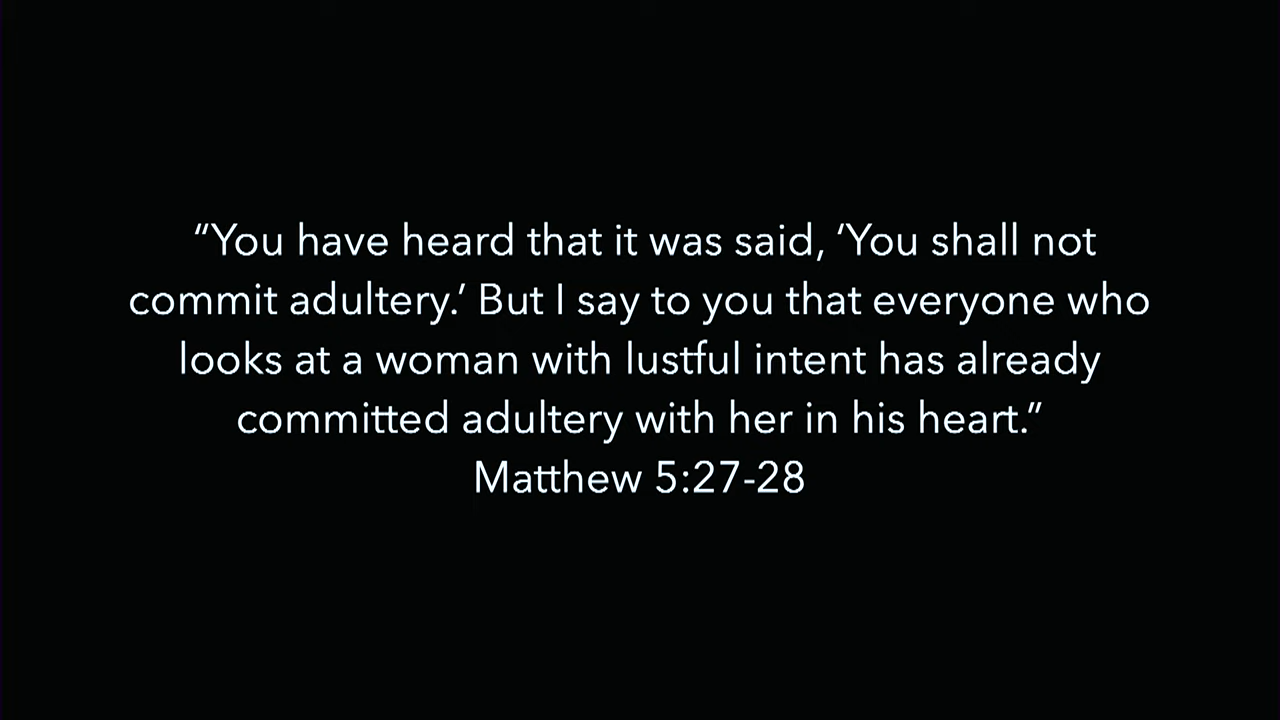 “You have heard that it was said, ‘You shall not
commit adultery.’ But I say to you that everyone who
looks at a woman with lustful intent has already
committed adultery with her in his heart.”
Matthew 5:27-28